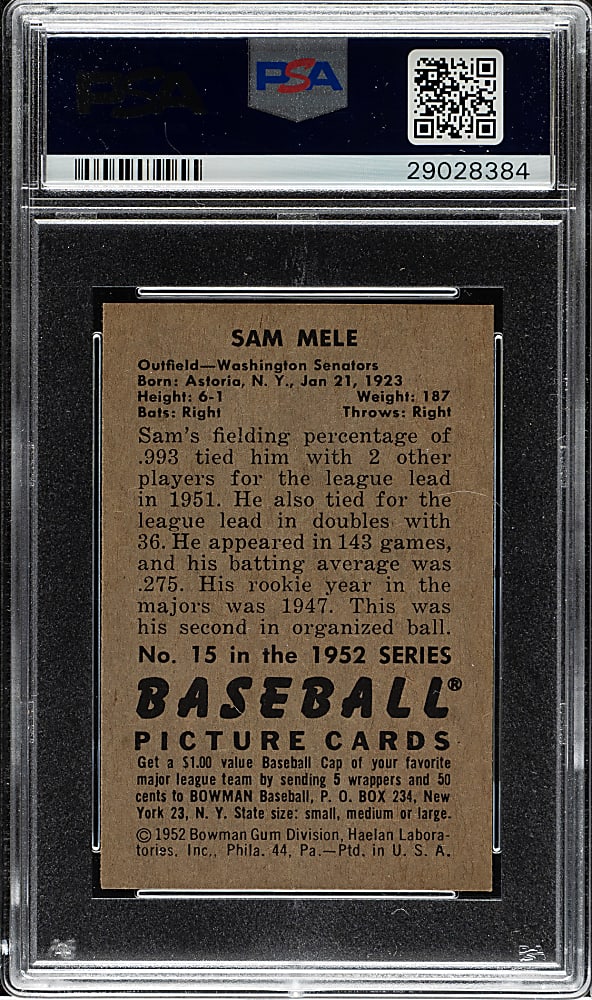 PSA
PSA
29028384
SAM MELE
Outfield—Washington Senators
Born: Astoria, N. Y., Jan 21, 1923
Height: 6-1 Weight: 187
Bats: Right Throws: Right
Sam's fielding percentage of
.993 tied him with 2 other
players for the league lead
in 1951. He also tied for the
league lead in doubles with
36. He appeared in 143 games,
and his batting average was
.275. His rookie year in the
majors was 1947. This was
his second in organized ball.
No. 15 in the 1952 SERIES
BASEBALL®
PICTURE CARDS
Get a $1.00 value Baseball Cap of your favorite
major league team by sending 5 wrappers and 50
cents to BOWMAN Baseball, P. O. BOX 234, New
York 23, N. Y. State size: small, medium or large.
© 1952 Bowman Gum Division, Haelan Labora-
tories, Inc., Phila. 44, Pa.—Ptd. in U. S. A.
PSA